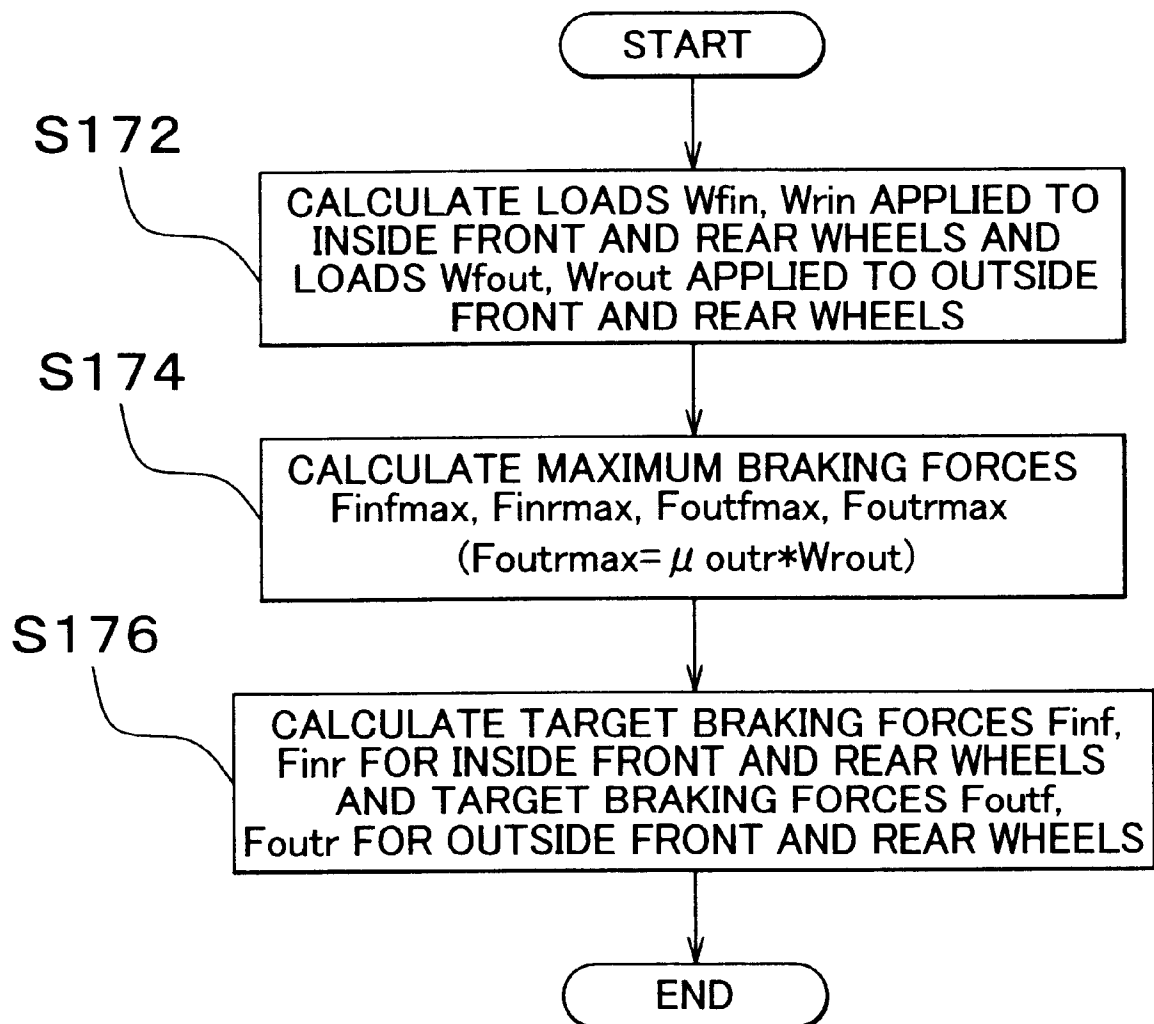 START
S172
CALCULATE LOADS Wfin, Wrin APPLIED TO
INSIDE FRONT AND REAR WHEELS AND
LOADS Wfout, Wrout APPLIED TO OUTSIDE
FRONT AND REAR WHEELS
S174
CALCULATE MAXIMUM BRAKING FORCES
Finfmax, Finrmax, Foutfmax, Foutrmax
(Foutrmax= μ outr*Wrout)
S176
CALCULATE TARGET BRAKING FORCES Finf,
Finr FOR INSIDE FRONT AND REAR WHEELS
AND TARGET BRAKING FORCES Foutf,
Foutr FOR OUTSIDE FRONT AND REAR WHEELS
END